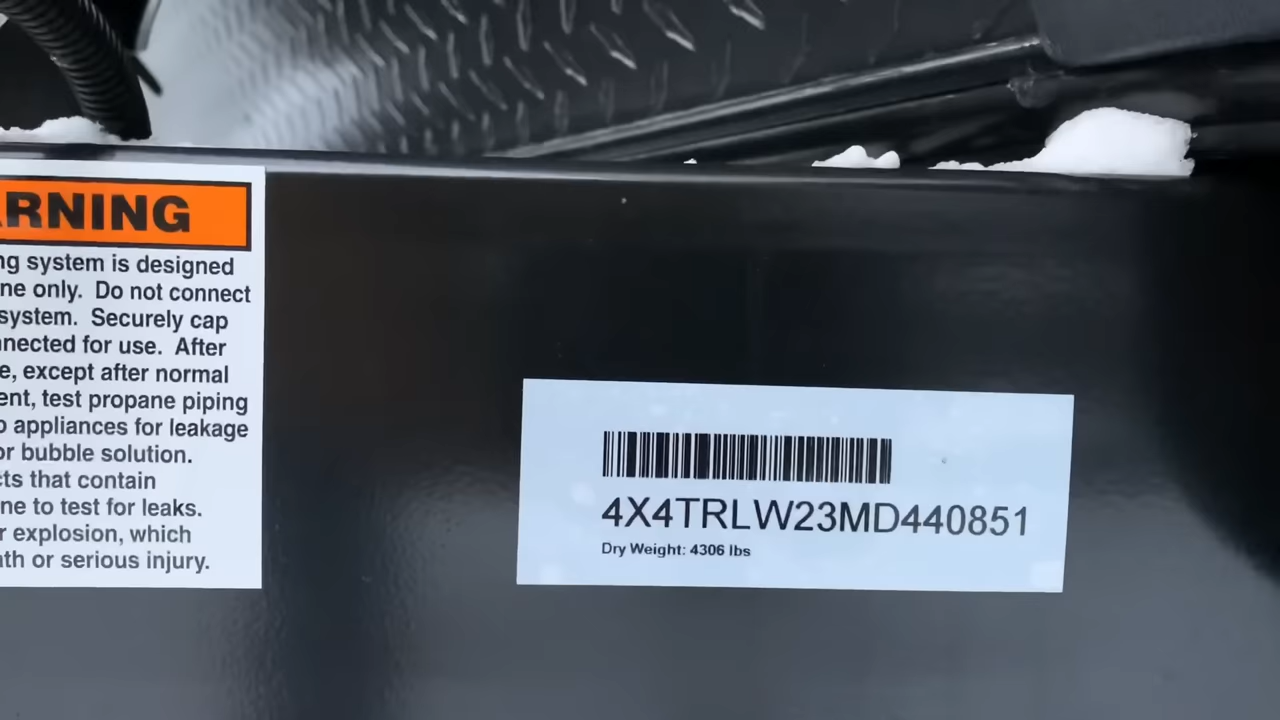 ARNING
ng system is designed
ne only. Do not connect
system. Securely cap
nnected for use. After
e, except after normal
ent, test propane piping
o appliances for leakage
or bubble solution.
cts that contain
ne to test for leaks.
r explosion, which
ath or serious injury.
4X4TRLW23MD440851
Dry Weight: 4306 lbs